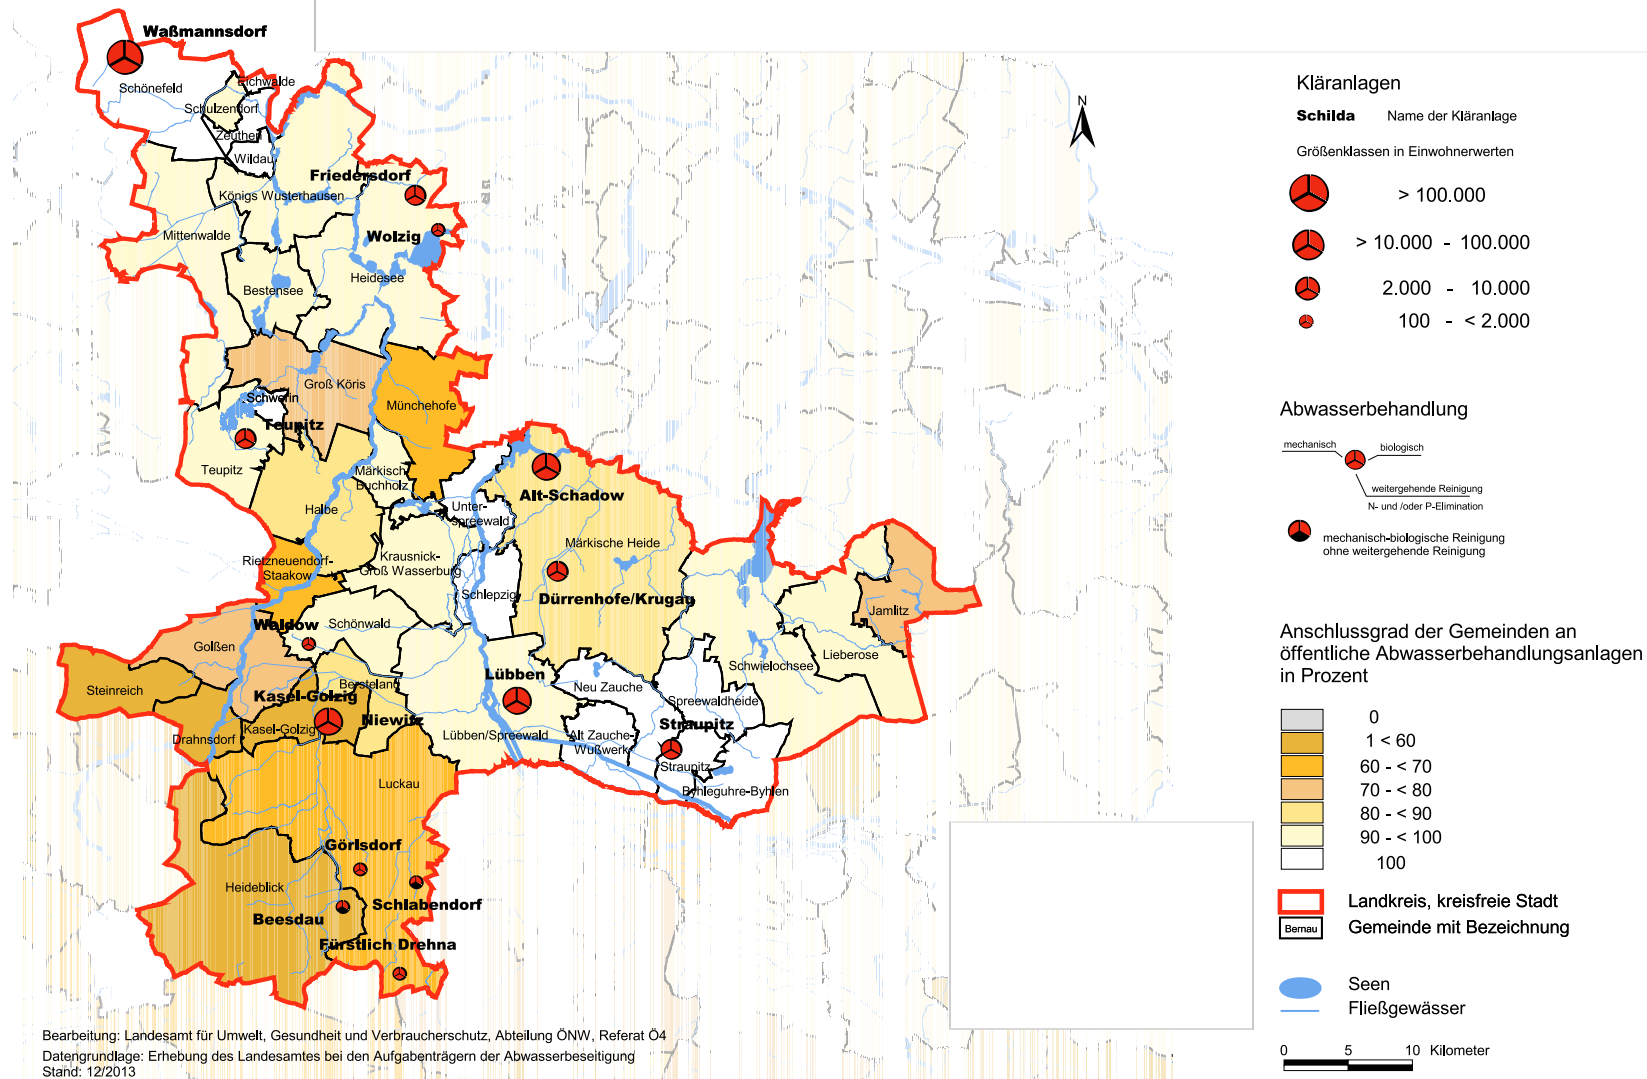 Waßmannsdorf
Schönefeld
Eichwalde
Schulzendorf
Zeuthen
Wildau
Friedersdorf
Königs Wusterhausen
Wolzig
Mittenwalde
Heidesee
Bestensee
Groß Köris
Schwerin
Münchehofe
Teupitz
Teupitz
Märkisch
Buchholz
Halbe
Alt-Schadow
Unter-
spreewald
Märkische Heide
Krausnick-
Groß Wasserburg
Rietzneuendorf-
Staakow
Schlepzig
Dürrenhofe/Krugau
Jamlitz
Waldow
Schönwald
Golßen
Lieberose
Schwielochsee
Steinreich
Lübben
Neu Zauche
Bersteland
Kasel-Golzig
Spreewaldheide
Niewitz
Straupitz
Kasel-Golzig
Drahnsdorf
Lübben/Spreewald
Alt Zauche-
Wußwerk
Straupitz
Byhleguhre-Byhlen
Luckau
Görlsdorf
Heideblick
Schlabendorf
Beesdau
Fürstlich Drehna
N
Kläranlagen
Schilda Name der Kläranlage
Größenklassen in Einwohnerwerten
> 100.000
> 10.000 - 100.000
2.000 - 10.000
100 - < 2.000
Abwasserbehandlung
mechanisch
biologisch
weitergehende Reinigung
N- und /oder P-Elimination
mechanisch-biologische Reinigung
ohne weitergehende Reinigung
Anschlussgrad der Gemeinden an
öffentliche Abwasserbehandlungsanlagen
in Prozent
0
1 < 60
60 - < 70
70 - < 80
80 - < 90
90 - < 100
100
Landkreis, kreisfreie Stadt
Bernau Gemeinde mit Bezeichnung
Seen
Fließgewässer
0 5 10 Kilometer
Bearbeitung: Landesamt für Umwelt, Gesundheit und Verbraucherschutz, Abteilung ÖNW, Referat Ö4
Datengrundlage: Erhebung des Landesamtes bei den Aufgabenträgern der Abwasserbeseitigung
Stand: 12/2013